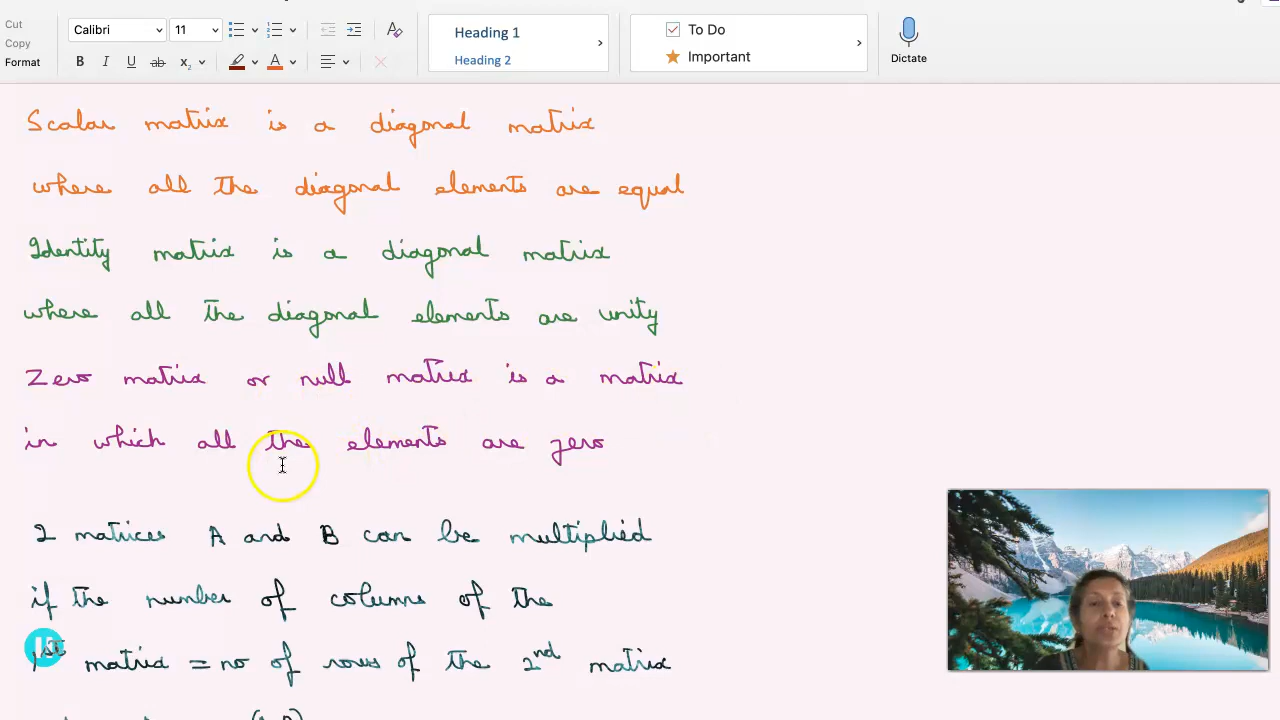 Cut
Copy
Format
Calibri 11
B I U ab x
Heading 1
Heading 2
To Do
Important
Dictate
Scalar matrix is a diagonal matrix
where all the diagonal elements are equal
Identity matrix is a diagonal matrix
where all the diagonal elements are unity
Zero matrix or null matrix is a matrix
in which all the elements are zero
2 matrices A and B can be multiplied
if the number of columns of the
1st matrix = no of rows of the 2nd matrix